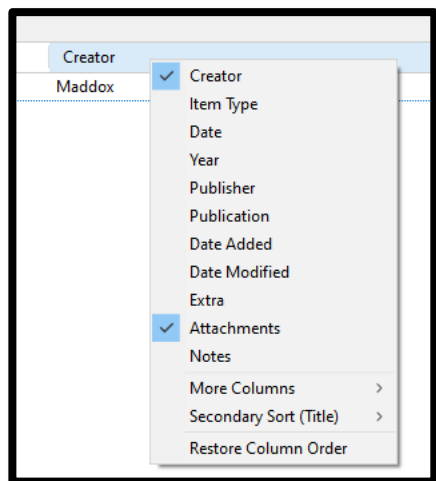 Creator
Maddox
Creator
Item Type
Date
Year
Publisher
Publication
Date Added
Date Modified
Extra
Attachments
Notes
More Columns
Secondary Sort (Title)
Restore Column Order